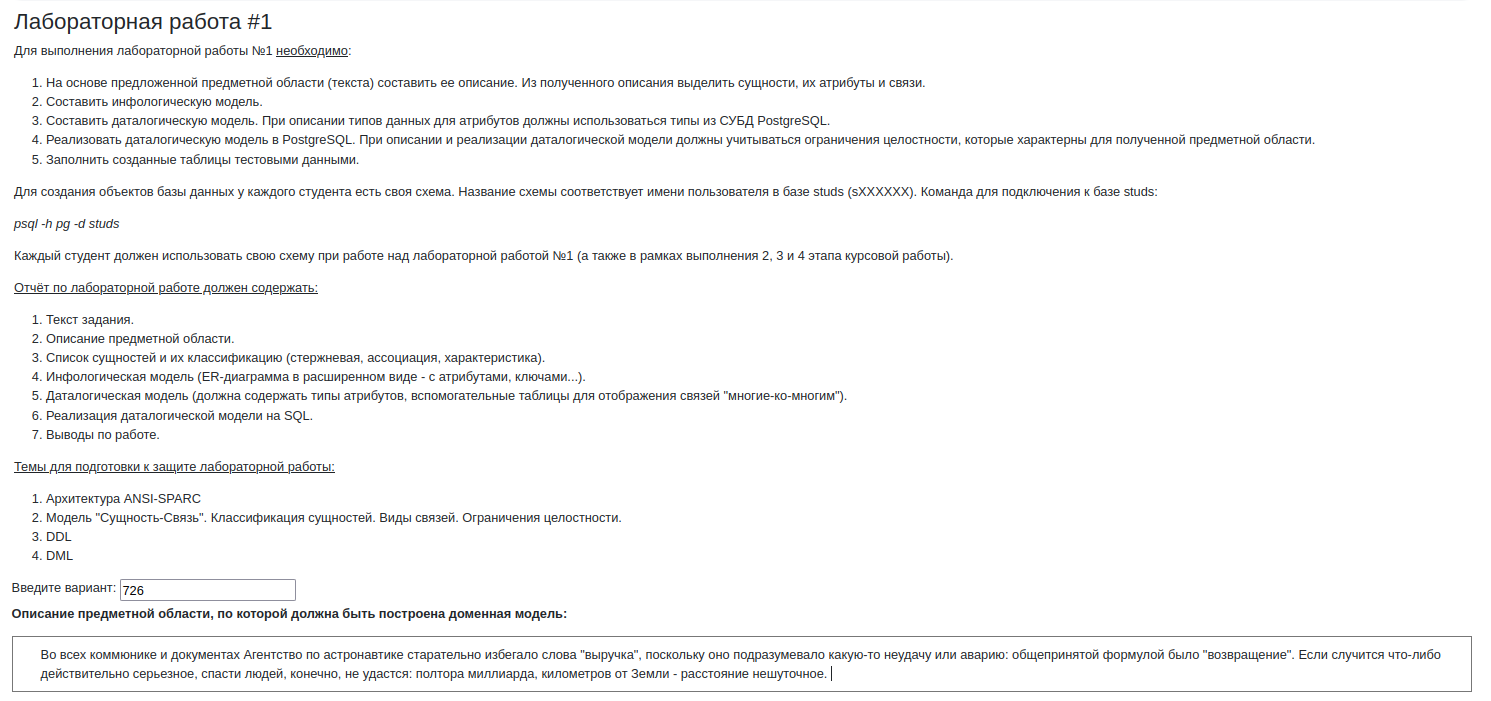 Лабораторная работа #1
Для выполнения лабораторной работы №1 необходимо:
1. На основе предложенной предметной области (текста) составить ее описание. Из полученного описания выделить сущности, их атрибуты и связи.
2. Составить инфологическую модель.
3. Составить даталогическую модель. При описании типов данных для атрибутов должны использоваться типы из СУБД PostgreSQL.
4. Реализовать даталогическую модель в PostgreSQL. При описании и реализации даталогической модели должны учитываться ограничения целостности, которые характерны для полученной предметной области.
5. Заполнить созданные таблицы тестовыми данными.
Для создания объектов базы данных у каждого студента есть своя схема. Название схемы соответствует имени пользователя в базе studs (sXXXXXX). Команда для подключения к базе studs:
psql -h pg -d studs
Каждый студент должен использовать свою схему при работе над лабораторной работой №1 (а также в рамках выполнения 2, 3 и 4 этапа курсовой работы).
Отчёт по лабораторной работе должен содержать:
1. Текст задания.
2. Описание предметной области.
3. Список сущностей и их классификацию (стержневая, ассоциация, характеристика).
4. Инфологическая модель (ER-диаграмма в расширенном виде - с атрибутами, ключами...).
5. Даталогическая модель (должна содержать типы атрибутов, вспомогательные таблицы для отображения связей "многие-ко-многим").
6. Реализация даталогической модели на SQL.
7. Выводы по работе.
Темы для подготовки к защите лабораторной работы:
1. Архитектура ANSI-SPARC
2. Модель "Сущность-Связь". Классификация сущностей. Виды связей. Ограничения целостности.
3. DDL
4. DML
Введите вариант: 726
Описание предметной области, по которой должна быть построена доменная модель:
Во всех коммюнике и документах Агентство по астронавтике старательно избегало слова "выручка", поскольку оно подразумевало какую-то неудачу или аварию: общепринятой формулой было "возвращение". Если случится что-либо
действительно серьезное, спасти людей, конечно, не удастся: полтора миллиарда, километров от Земли - расстояние нешуточное.